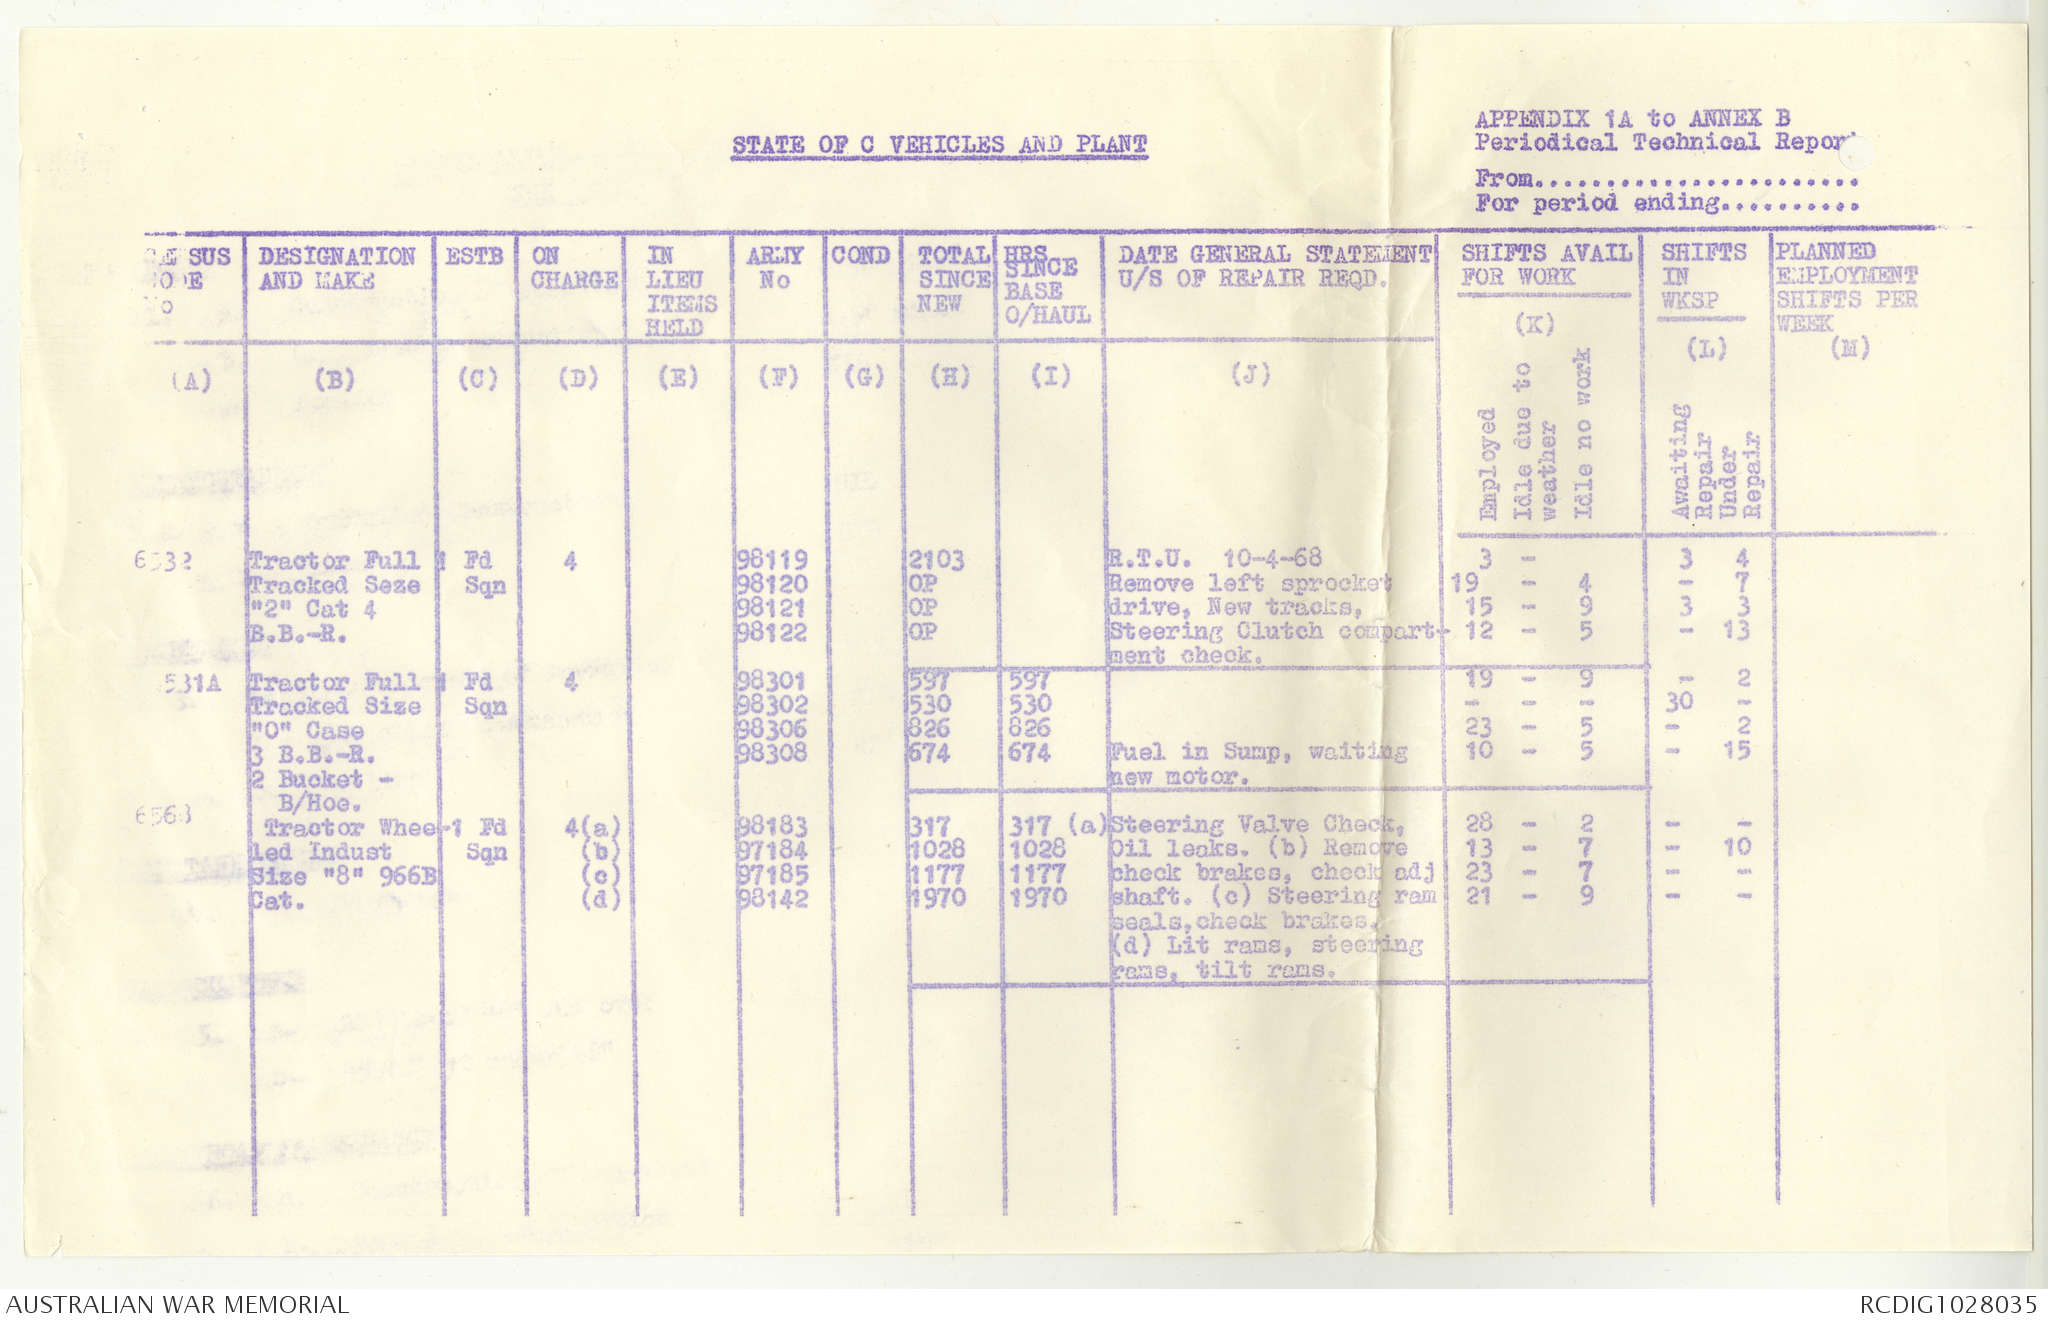 APPENDIX 1A to ANNEX B
Periodical Technical Repor
From.......................
For period ending..........
STATE OF C VEHICLES AND PLANT
DESIGNATION AND MAKE
ESTB
ON CHARGE
IN LIEU ITEMS HELD
ARMY No
COND
TOTAL SINCE NEW
HRS SINCE BASE O/HAUL
DATE GENERAL STATEMENT
U/S OF REPAIR REQD.
SHIFTS AVAIL FOR WORK
SHIFTS IN WKSP
PLANNED EMPLOYMENT SHIFTS PER WEEK
(A) (B) (C) (D) (E) (F) (G) (H) (I) (J) (K) (L) (M)
Employed
Idle due to weather
Idle no work
Awaiting Repair
Under Repair
6532 Tractor Full 1 Fd 4 98119 2103 R.T.U. 10-4-68 3 - 3 4
Tracked Seze Sqn 98120 OP Remove left sprocket 19 - 4 - 7
"2" Cat 4 98121 OP drive, New tracks, 15 - 9 3 3
B.B.-R. 98122 OP Steering Clutch compart- 12 - 5 - 13
ment check.
531A Tractor Full 1 Fd 4 98301 597 597 19 - 9 - 2
Tracked Size Sqn 98302 530 530 - - - 30 -
"0" Case 98306 826 826 23 - 5 - 2
3 B.B.-R. 98308 674 674 Fuel in Sump, waiting 10 - 5 - 15
2 Bucket - new motor.
B/Hoe.
6568 Tractor Whee-1 Fd 4(a) 98183 317 317 (a)Steering Valve Check, 28 - 2 - -
led Indust Sqn (b) 97184 1028 1028 Oil leaks. (b) Remove 13 - 7 - 10
Size "8" 966B (c) 97185 1177 1177 check brakes, check adj 23 - 7 - -
Cat. (d) 98142 1970 1970 shaft. (c) Steering ram 21 - 9 - -
seals,check brakes.
(d) Lit rams, steering
rams, tilt rams.
AUSTRALIAN WAR MEMORIAL
RCDIG1028035